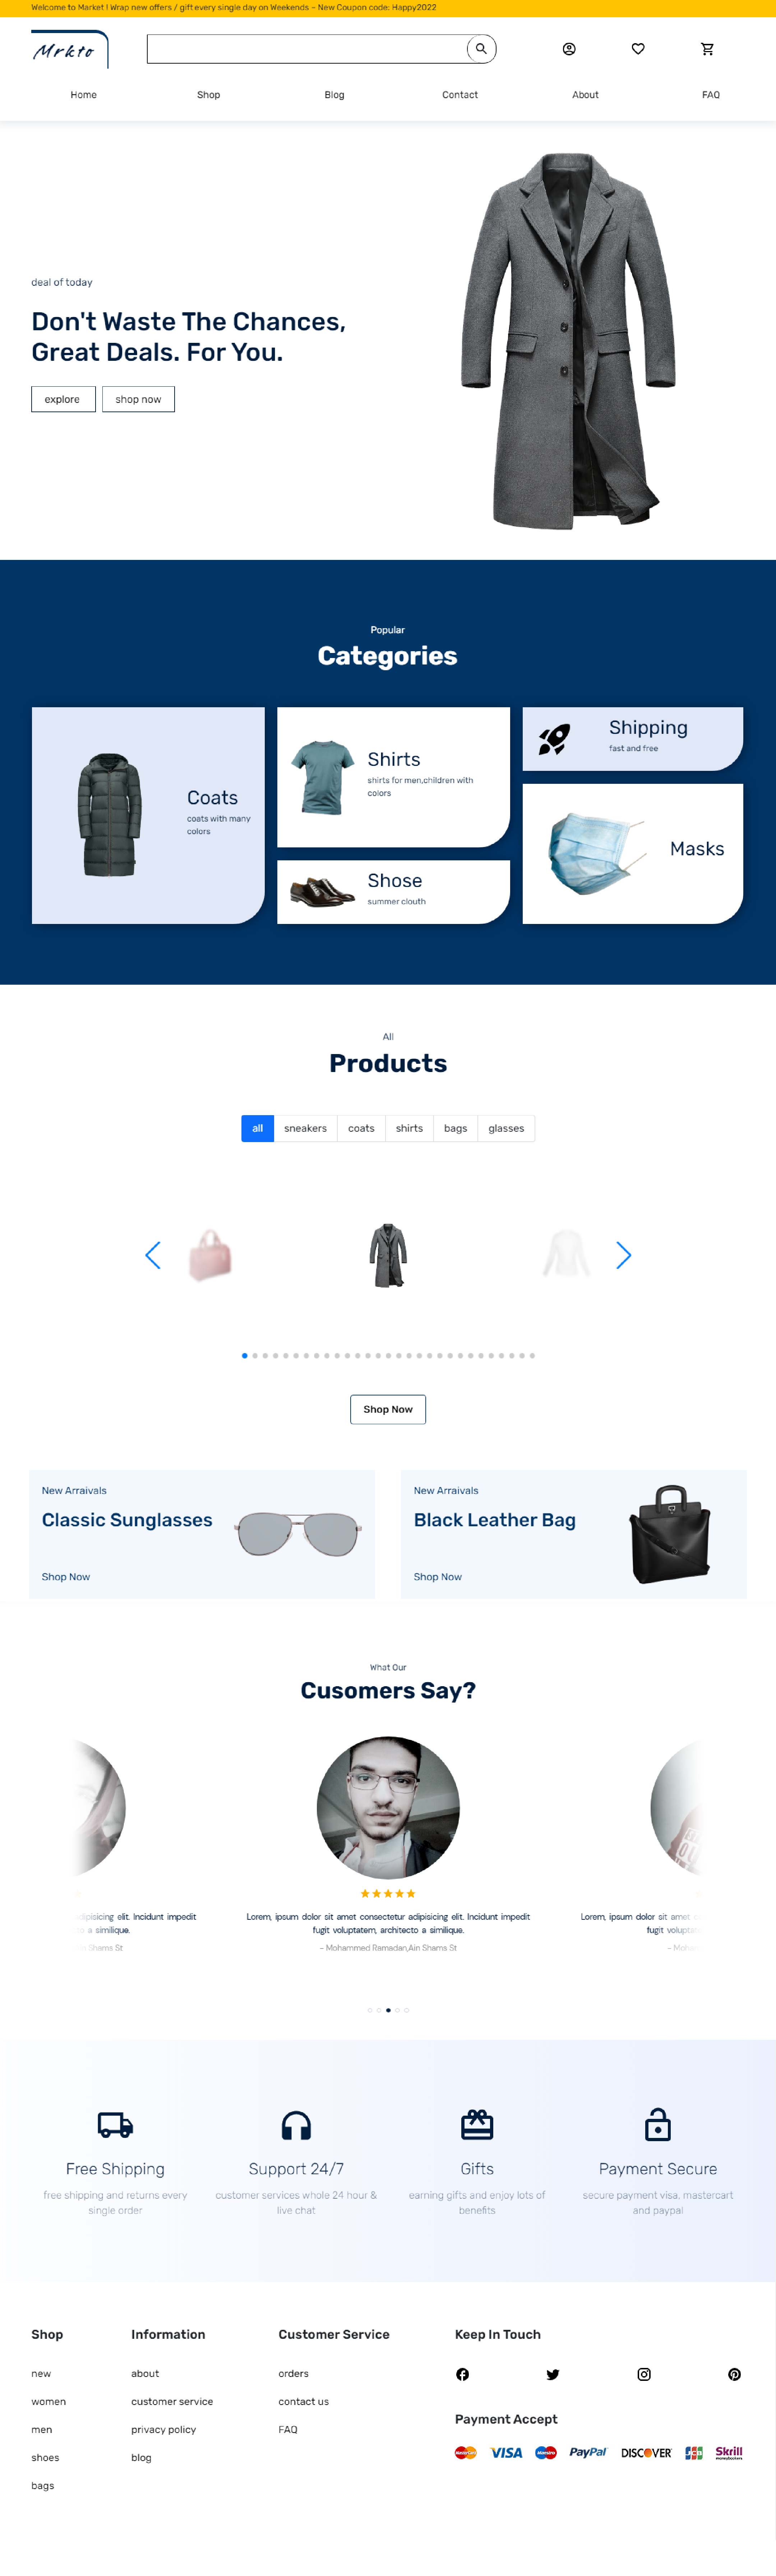 Welcome to Market ! Wrap new offers / gift every single day on Weekends – New Coupon code: Happy2022
Mrkto
Home
Shop
Blog
Contact
About
FAQ
deal of today
Don't Waste The Chances,
Great Deals. For You.
explore
shop now
Popular
Categories
Coats
coats with many
colors
Shirts
shirts for men,children with
colors
Shose
summer clouth
Shipping
fast and free
Masks
All
Products
all
sneakers
coats
shirts
bags
glasses
Shop Now
New Arraivals
Classic Sunglasses
Shop Now
New Arraivals
Black Leather Bag
Shop Now
What Our
Cusomers Say?
adipisicing elit. Incidunt impedit
a similique.
Shams St
Lorem, ipsum dolor sit amet consectetur adipisicing elit. Incidunt impedit
fugit voluptatem, architecto a similique.
- Mohammed Ramadan,Ain Shams St
Lorem, ipsum dolor sit amet
fugit
Free Shipping
free shipping and returns every
single order
Support 24/7
customer services whole 24 hour &
live chat
Gifts
earning gifts and enjoy lots of
benefits
Payment Secure
secure payment visa, mastercart
and paypal
Shop
new
women
men
shoes
bags
Information
about
customer service
privacy policy
blog
Customer Service
orders
contact us
FAQ
Keep In Touch
Payment Accept
MasterCard
VISA
Maestro
PayPal
DISCOVER
JCB
Skrill
moneybookers